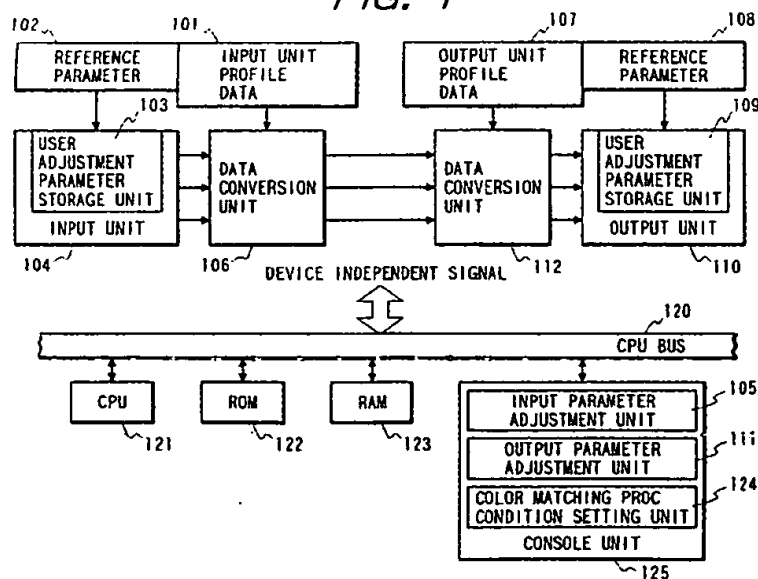 FIG. 1
102
101
107
108
REFERENCE
PARAMETER
INPUT UNIT
PROFILE
DATA
OUTPUT UNIT
PROFILE
DATA
REFERENCE
PARAMETER
103
USER
ADJUSTMENT
PARAMETER
STORAGE UNIT
INPUT UNIT
DATA
CONVERSION
UNIT
DATA
CONVERSION
UNIT
109
USER
ADJUSTMENT
PARAMETER
STORAGE UNIT
OUTPUT UNIT
104
106
112
110
DEVICE INDEPENDENT SIGNAL
120
CPU BUS
CPU
ROM
RAM
121
122
123
INPUT PARAMETER
ADJUSTMENT UNIT
105
OUTPUT PARAMETER
ADJUSTMENT UNIT
111
COLOR MATCHING PROC
CONDITION SETTING UNIT
124
CONSOLE UNIT
125